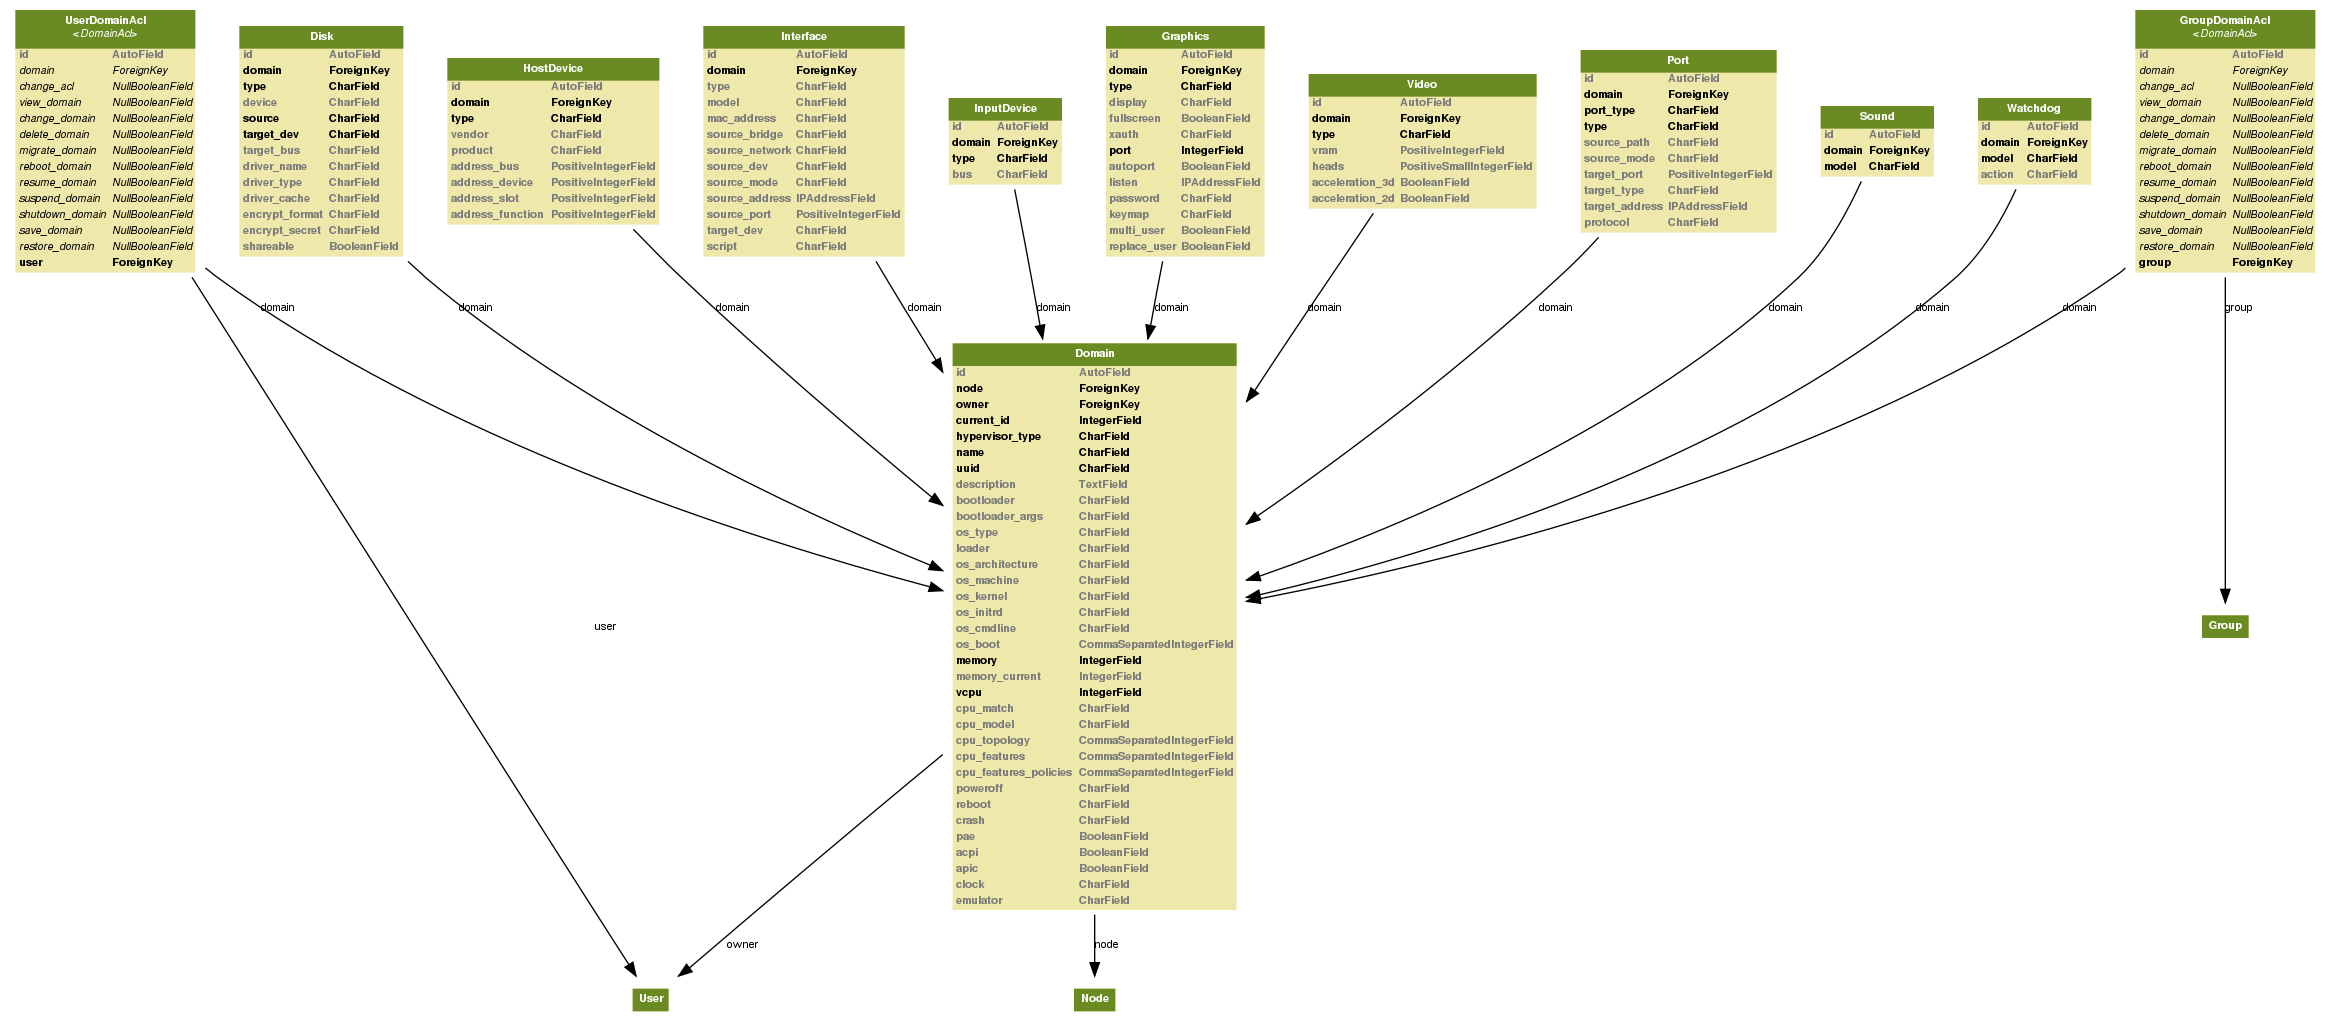 UserDomainAcl
<DomainAcl>
id AutoField
domain ForeignKey
change_acl NullBooleanField
view_domain NullBooleanField
change_domain NullBooleanField
delete_domain NullBooleanField
migrate_domain NullBooleanField
reboot_domain NullBooleanField
resume_domain NullBooleanField
suspend_domain NullBooleanField
shutdown_domain NullBooleanField
save_domain NullBooleanField
restore_domain NullBooleanField
user ForeignKey
Disk
id AutoField
domain ForeignKey
type CharField
device CharField
source CharField
target_dev CharField
target_bus CharField
driver_name CharField
driver_type CharField
driver_cache CharField
encrypt_format CharField
encrypt_secret CharField
shareable BooleanField
HostDevice
id AutoField
domain ForeignKey
type CharField
vendor CharField
product CharField
address_bus PositiveIntegerField
address_device PositiveIntegerField
address_slot PositiveIntegerField
address_function PositiveIntegerField
Interface
id AutoField
domain ForeignKey
type CharField
model CharField
mac_address CharField
source_bridge CharField
source_network CharField
source_dev CharField
source_mode CharField
source_address IPAddressField
source_port PositiveIntegerField
target_dev CharField
script CharField
InputDevice
id AutoField
domain ForeignKey
type CharField
bus CharField
Graphics
id AutoField
domain ForeignKey
type CharField
display CharField
fullscreen BooleanField
xauth CharField
port IntegerField
autoport BooleanField
listen IPAddressField
password CharField
keymap CharField
multi_user BooleanField
replace_user BooleanField
Video
id AutoField
domain ForeignKey
type CharField
vram PositiveIntegerField
heads PositiveSmallIntegerField
acceleration_3d BooleanField
acceleration_2d BooleanField
Port
id AutoField
domain ForeignKey
port_type CharField
type CharField
source_path CharField
source_mode CharField
target_port PositiveIntegerField
target_type CharField
target_address IPAddressField
protocol CharField
Sound
id AutoField
domain ForeignKey
model CharField
Watchdog
id AutoField
domain ForeignKey
model CharField
action CharField
GroupDomainAcl
<DomainAcl>
id AutoField
domain ForeignKey
change_acl NullBooleanField
view_domain NullBooleanField
change_domain NullBooleanField
delete_domain NullBooleanField
migrate_domain NullBooleanField
reboot_domain NullBooleanField
resume_domain NullBooleanField
suspend_domain NullBooleanField
shutdown_domain NullBooleanField
save_domain NullBooleanField
restore_domain NullBooleanField
group ForeignKey
domain
domain
domain
domain
domain
domain
domain
domain
domain
domain
domain
group
Domain
id AutoField
node ForeignKey
owner ForeignKey
current_id IntegerField
hypervisor_type CharField
name CharField
uuid CharField
description TextField
bootloader CharField
bootloader_args CharField
os_type CharField
loader CharField
os_architecture CharField
os_machine CharField
os_kernel CharField
os_initrd CharField
os_cmdline CharField
os_boot CommaSeparatedIntegerField
memory IntegerField
memory_current IntegerField
vcpu IntegerField
cpu_match CharField
cpu_model CharField
cpu_topology CommaSeparatedIntegerField
cpu_features CommaSeparatedIntegerField
cpu_features_policies CommaSeparatedIntegerField
poweroff CharField
reboot CharField
crash CharField
pae BooleanField
acpi BooleanField
apic BooleanField
clock CharField
emulator CharField
user
Group
owner
node
User
Node